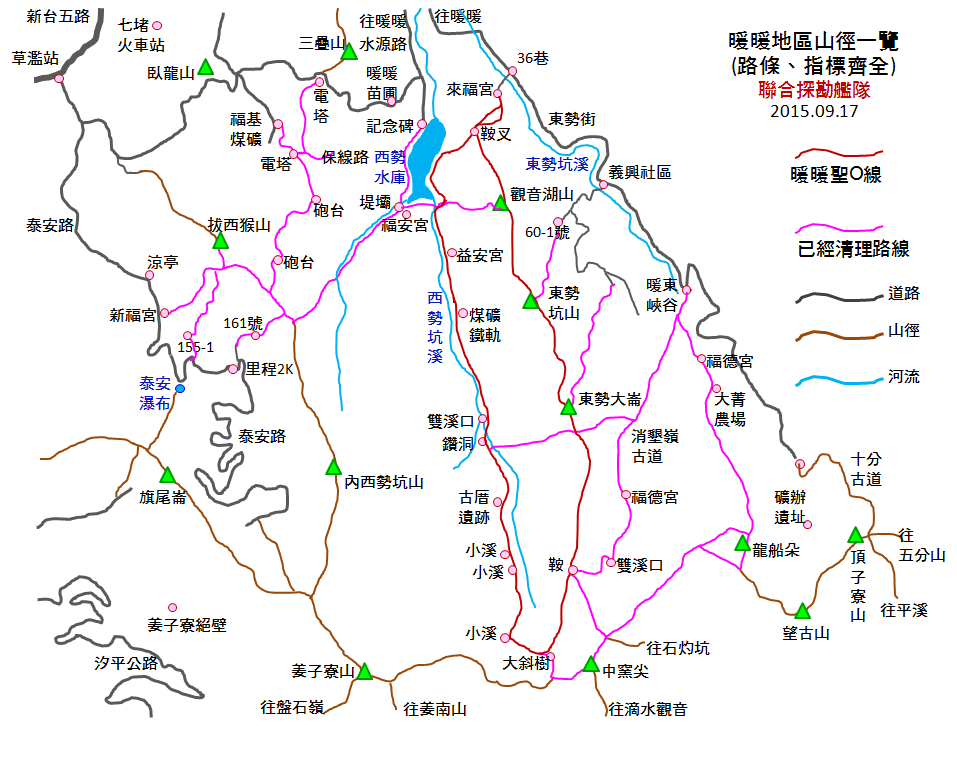 新台五路
七堵
火車站
草濫站
臥龍山
三疊山
往暖暖
水源路
往暖暖
暖暖
苗圃
36巷
來福宮
暖暖地區山徑一覽
(路條、指標齊全)
聯合探勘艦隊
2015.09.17
電
塔
福基
煤礦
記念碑
鞍叉
東勢街
電塔
保線路
西勢
水庫
東勢坑溪
義興社區
暖暖聖O線
砲台
堤壩
福安宮
觀音湖山
60-1號
泰安路
拔西猴山
已經清理路線
涼亭
砲台
益安宮
暖東
峽谷
道路
新福宮
161號
西
勢
坑
溪
煤礦
鐵軌
東勢
坑山
山徑
155-1
里程2K
福德宮
河流
泰安
瀑布
東勢大崙
大菁
農場
泰安路
雙溪口
鑽洞
消墾嶺
古道
十分
古道
旗尾崙
內西勢坑山
古厝
遺跡
福德宮
礦辦
遺址
小溪
小溪
鞍
雙溪口
龍船朵
頂
子
寮
山
往
五分山
姜子寮絕壁
往平溪
小溪
望古山
汐平公路
姜子寮山
大斜樹
往石灼坑
中窯尖
往盤石嶺
往姜南山
往滴水觀音